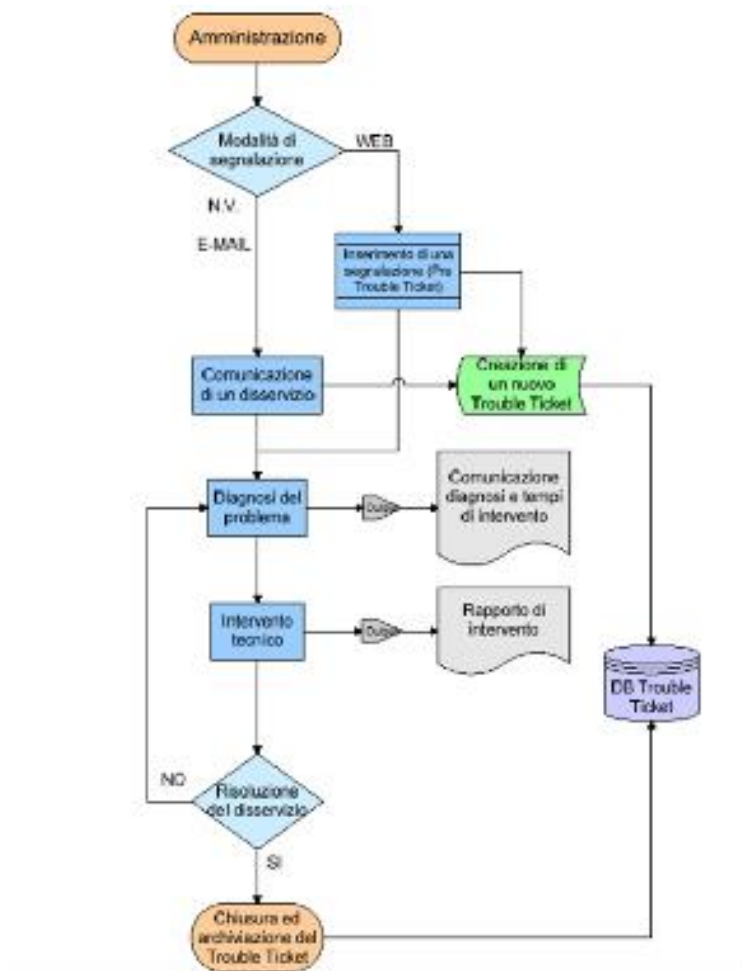 Amministrazione
Modalità di
segnalazione
WEB
N.V.
E-MAIL
Inserimento di una
segnalazione (Pre
Trouble Ticket)
Comunicazione
di un disservizio
Creazione di
un nuovo
Trouble Ticket
Diagnosi del
problema
Output
Comunicazione
diagnosi e tempi
di intervento
Intervento
tecnico
Output
Rapporto di
intervento
DB Trouble
Ticket
NO
Risoluzione
del disservizio
SI
Chiusura ed
archiviazione del
Trouble Ticket